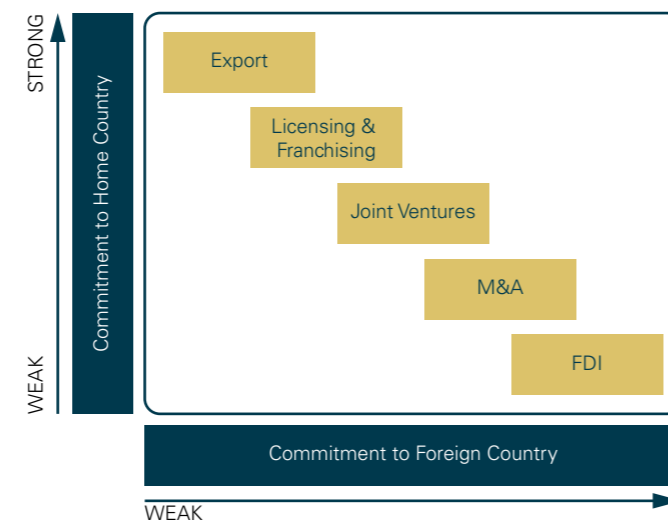 STRONG
Commitment to Home Country
WEAK
Export
Licensing &
Franchising
Joint Ventures
M&A
FDI
Commitment to Foreign Country
WEAK